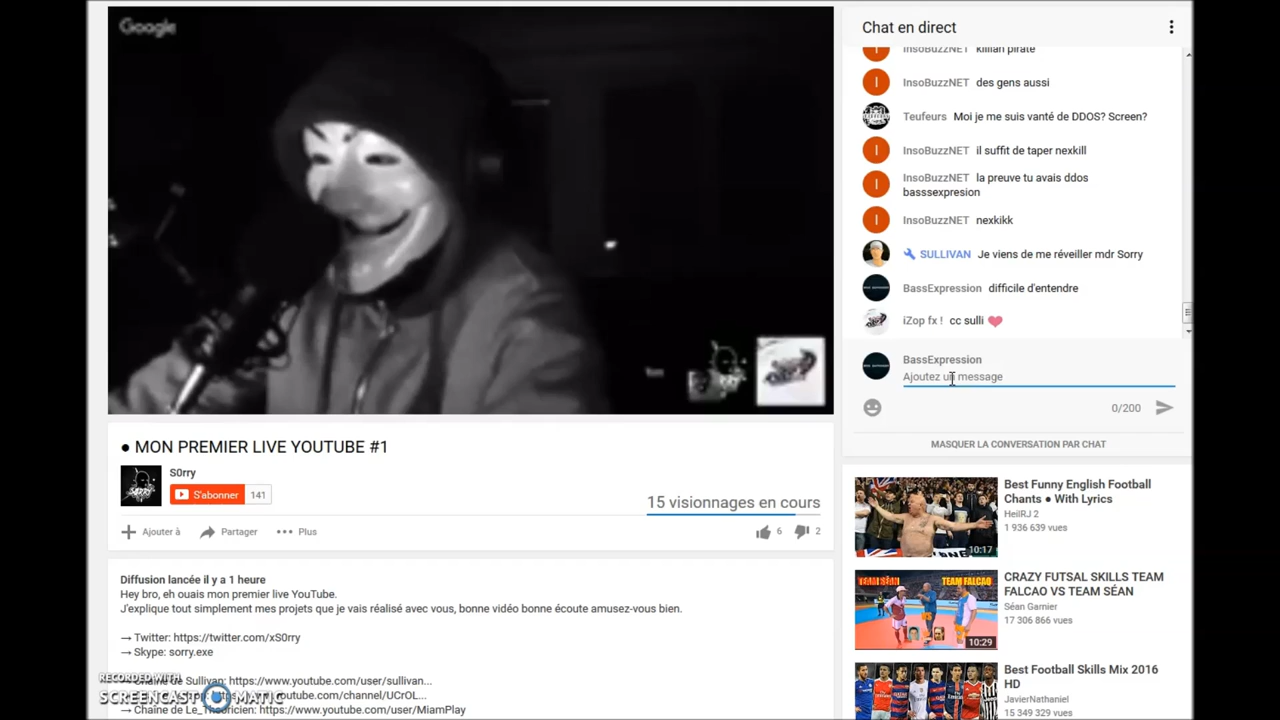 Google
Chat en direct
InsoBuzzNET killian pirate
InsoBuzzNET des gens aussi
Teufeurs Moi je me suis vanté de DDOS? Screen?
InsoBuzzNET il suffit de taper nexkill
InsoBuzzNET la preuve tu avais ddos
basssexpresion
InsoBuzzNET nexkikk
SULLIVAN Je viens de me réveiller mdr Sorry
BassExpression difficile d'entendre
iZop fx ! cc sulli
BassExpression
Ajoutez un message
0/200
MASQUER LA CONVERSATION PAR CHAT
● MON PREMIER LIVE YOUTUBE #1
S0rry
S'abonner 141
15 visionnages en cours
Ajouter à Partager ••• Plus
6 2
Diffusion lancée il y a 1 heure
Hey bro, eh ouais mon premier live YouTube.
J'explique tout simplement mes projets que je vais réalisé avec vous, bonne vidéo bonne écoute amusez-vous bien.
→ Twitter: https://twitter.com/xS0rry
→ Skype: sorry.exe
Chaîne de Sullivan: https://www.youtube.com/user/sullivan...
youtube.com/channel/UCrOL...
→ Chaîne de Le_Theoricien: https://www.youtube.com/user/MiamPlay
RECORDED WITH
SCREENCAST MATIC
Best Funny English Football
Chants ● With Lyrics
HeilRJ 2
1 936 639 vues
10:17
TEAM SÉAN TEAM FALCAO
CRAZY FUTSAL SKILLS TEAM
FALCAO VS TEAM SÉAN
Séan Garnier
17 306 866 vues
10:29
Best Football Skills Mix 2016
HD
JavierNathaniel
15 349 329 vues